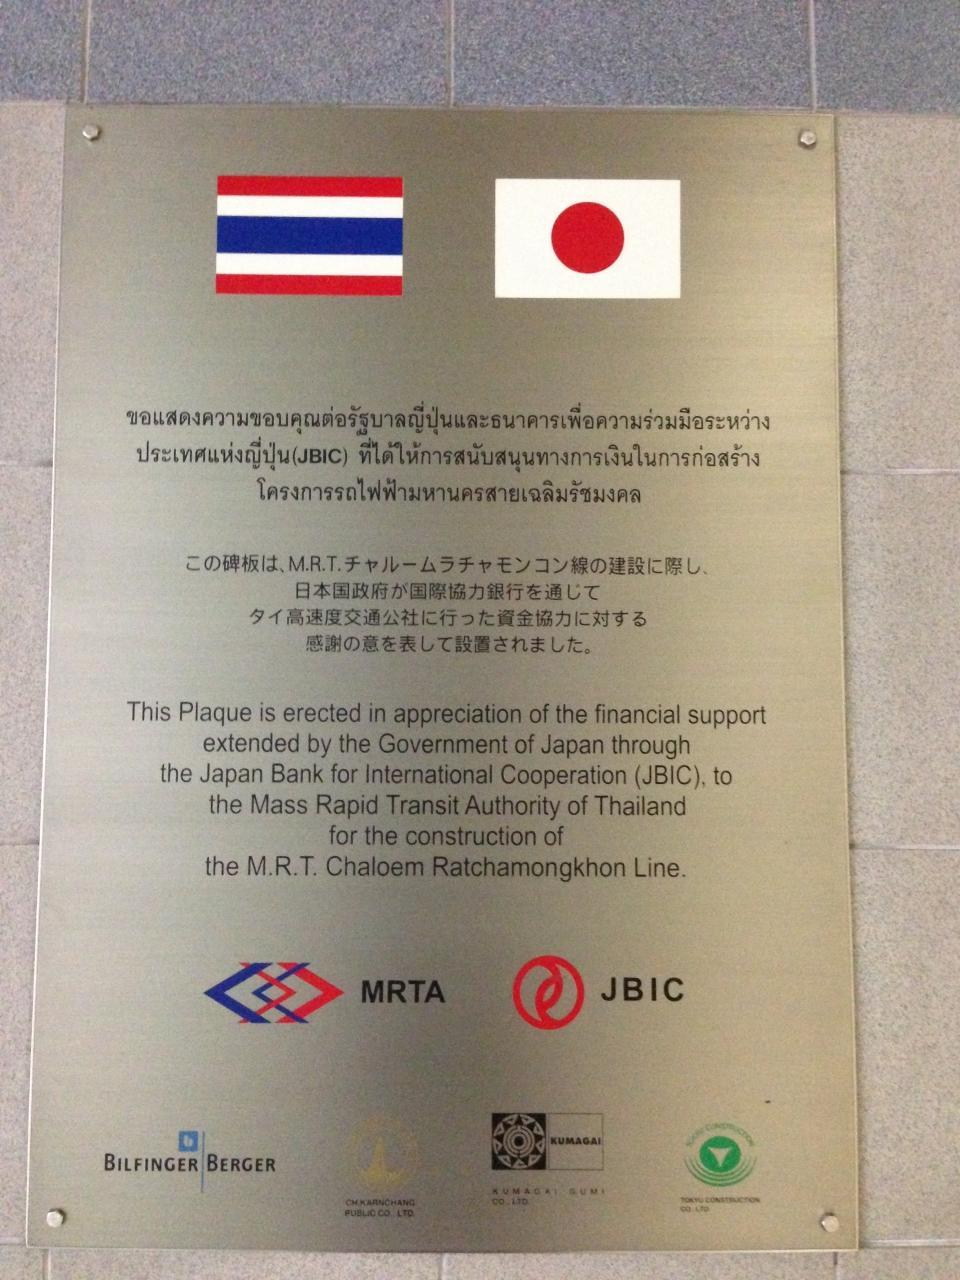 ขอแสดงความขอบคุณต่อรัฐบาลญี่ปุ่นและธนาคารเพื่อความร่วมมือระหว่าง
ประเทศแห่งญี่ปุ่น(JBIC) ที่ได้ให้การสนับสนุนทางการเงินในการก่อสร้าง
โครงการรถไฟฟ้ามหานครสายเฉลิมรัชมงคล
この碑板は、M.R.T.チャルームラチャモンコン線の建設に際し、
日本国政府が国際協力銀行を通じて
タイ高速度交通公社に行った資金協力に対する
感謝の意を表して設置されました。
This Plaque is erected in appreciation of the financial support
extended by the Government of Japan through
the Japan Bank for International Cooperation (JBIC), to
the Mass Rapid Transit Authority of Thailand
for the construction of
the M.R.T. Chaloem Ratchamongkhon Line.
MRTA
JBIC
b
BILFINGER BERGER
CH.KARNCHANG
PUBLIC CO., LTD.
KUMAGAI
KUMAGAI GUMI
CO., LTD.
TOKYU CONSTRUCTION
TOKYU CONSTRUCTION
CO., LTD.